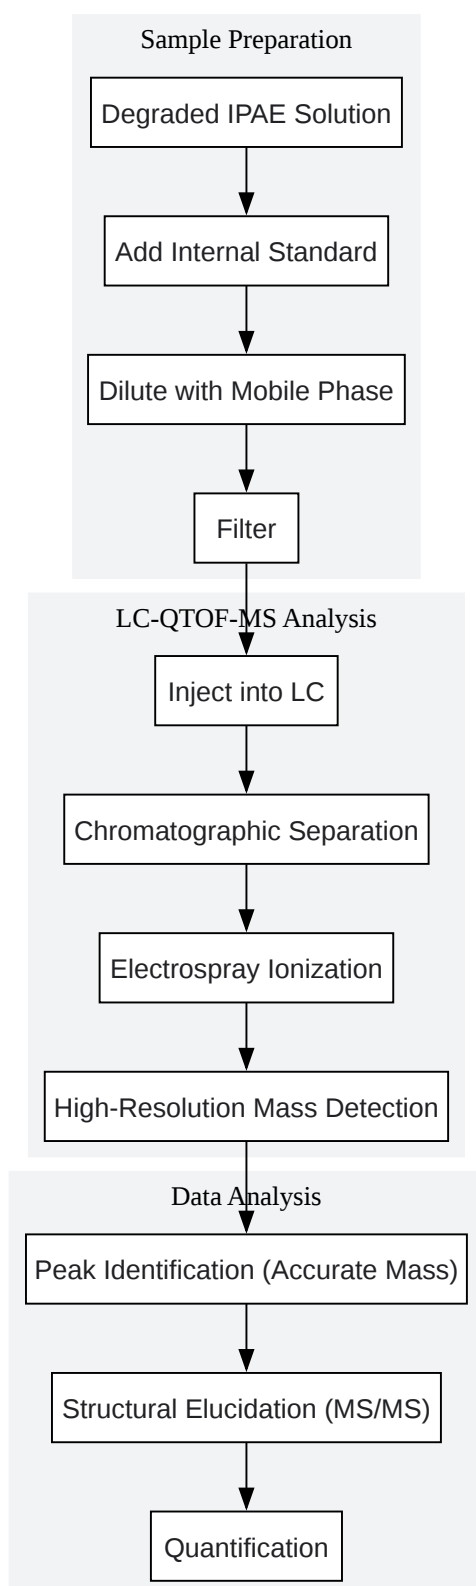 Sample Preparation
Degraded IPAE Solution
Add Internal Standard
Dilute with Mobile Phase
Filter
LC-QTOF-MS Analysis
Inject into LC
Chromatographic Separation
Electrospray Ionization
High-Resolution Mass Detection
Data Analysis
Peak Identification (Accurate Mass)
Structural Elucidation (MS/MS)
Quantification